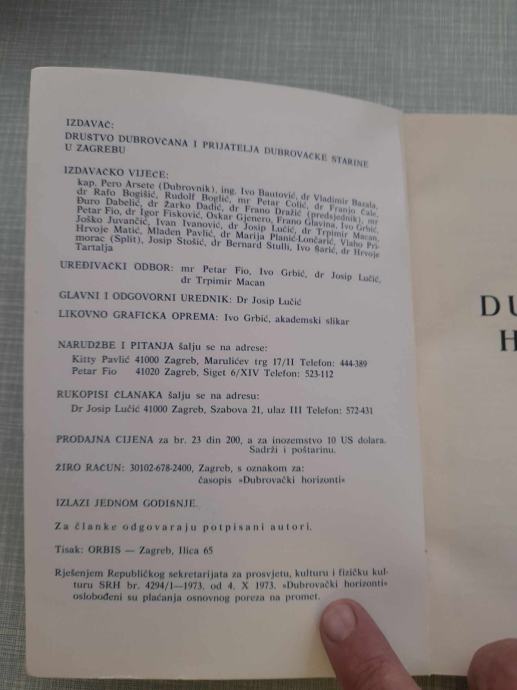 IZDAVAČ:
DRUŠTVO DUBROVČANA I PRIJATELJA DUBROVAČKE STARINE
U ZAGREBU
IZDAVAČKO VIJEĆE:
kap. Pero Arsete (Dubrovnik), ing. Ivo Bautović, dr Vladimir Bazala,
dr Rafo Bogišić, Rudolf Boglić, mr Petar Colić, dr Franjo Čale,
Đuro Dabelić, dr Žarko Dadić, dr Frano Dražić (predsjednik), mr
Petar Fio, dr Igor Fisković, Oskar Gjenero, Frano Glavina, Ivo Grbić,
Joško Juvančić, Ivan Ivanović, dr Josip Lučić, dr Trpimir Macan,
Hrvoje Matić, Mladen Pavlić, dr Marija Planić-Lončarić, Vlaho Pri-
morac (Split), Josip Stošić, dr Bernard Stulli, Ivo Šarić, dr Hrvoje
Tartalja
UREĐIVAČKI ODBOR: mr Petar Fio, Ivo Grbić, dr Josip Lučić,
dr Trpimir Macan
GLAVNI I ODGOVORNI UREDNIK: Dr Josip Lučić
LIKOVNO GRAFIČKA OPREMA: Ivo Grbić, akademski slikar
NARUDŽBE I PITANJA šalju se na adrese:
Kitty Pavlić 41000 Zagreb, Marulićev trg 17/II Telefon: 444-389
Petar Fio 41020 Zagreb, Siget 6/XIV Telefon: 523-112
RUKOPISI ČLANAKA šalju se na adresu:
Dr Josip Lučić 41000 Zagreb, Szabova 21, ulaz III Telefon: 572-431
PRODAJNA CIJENA za br. 23 din 200, a za inozemstvo 10 US dolara.
Sadrži i poštarinu.
ŽIRO RAČUN: 30102-678-2400, Zagreb, s oznakom za:
časopis »Dubrovački horizonti«
IZLAZI JEDNOM GODIŠNJE.
Za članke odgovaraju potpisani autori.
Tisak: ORBIS — Zagreb, Ilica 65
Rješenjem Republičkog sekretarijata za prosvjetu, kulturu i fizičku kul-
turu SRH br. 4294/1—1973. od 4. X 1973. »Dubrovački horizonti«
oslobođeni su plaćanja osnovnog poreza na promet.
DU
H